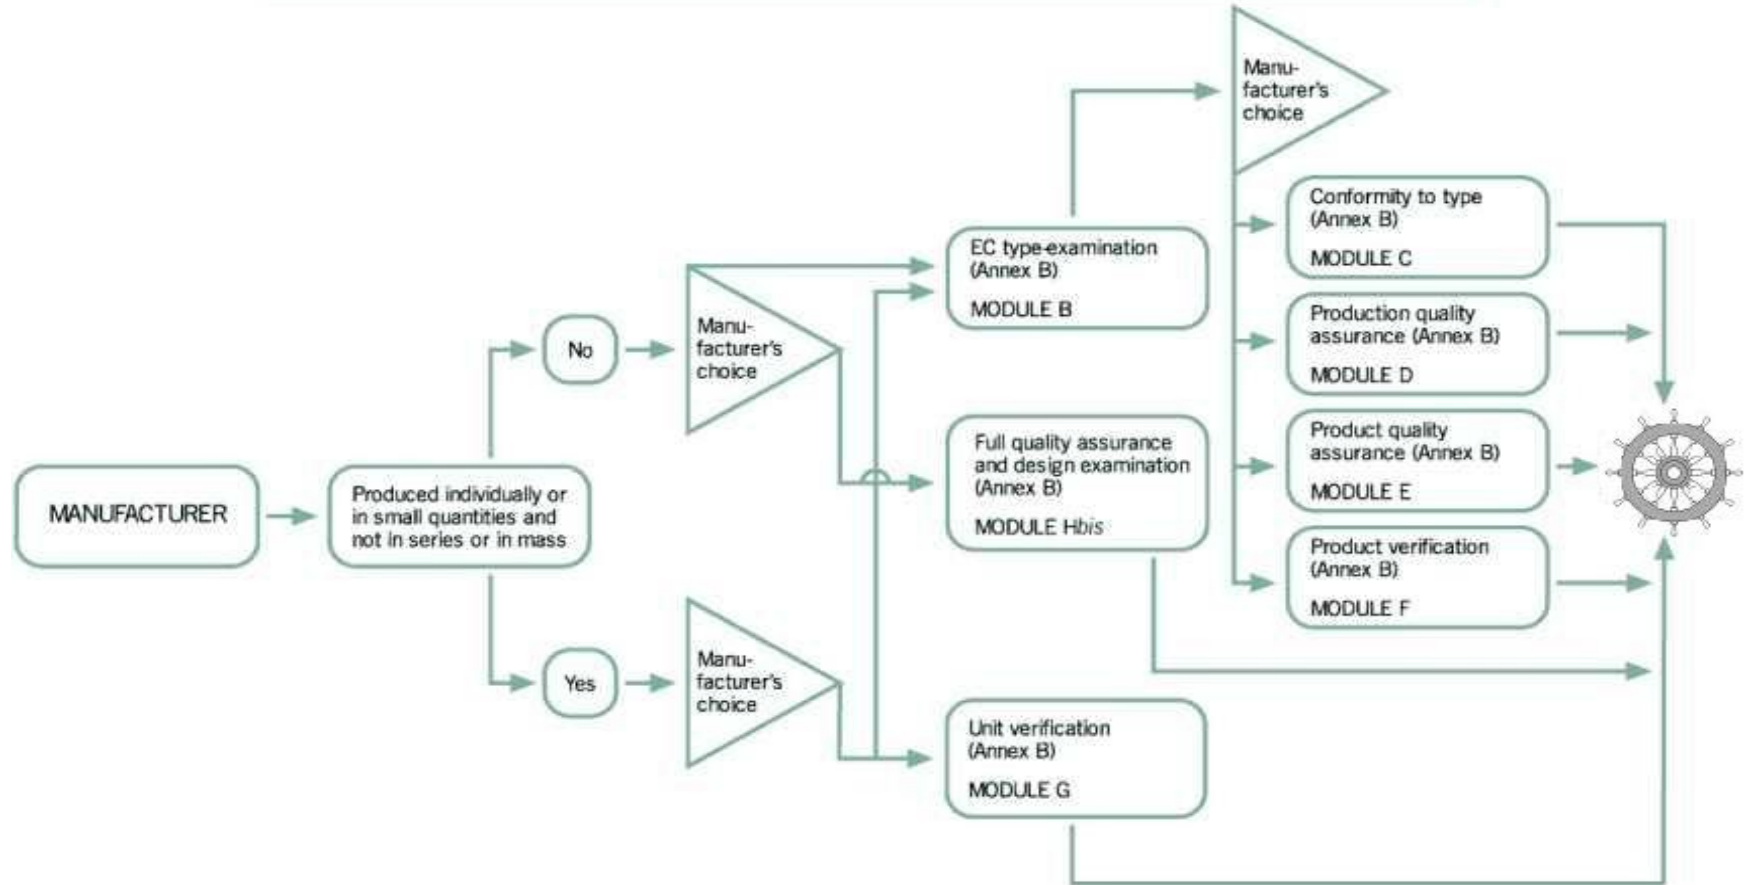 MANUFACTURER
Produced individually or
in small quantities and
not in series or in mass
No
Manu-
facturer's
choice
Yes
Manu-
facturer's
choice
EC type-examination
(Annex B)
MODULE B
Full quality assurance
and design examination
(Annex B)
MODULE Hbis
Unit verification
(Annex B)
MODULE G
Manu-
facturer's
choice
Conformity to type
(Annex B)
MODULE C
Production quality
assurance (Annex B)
MODULE D
Product quality
assurance (Annex B)
MODULE E
Product verification
(Annex B)
MODULE F